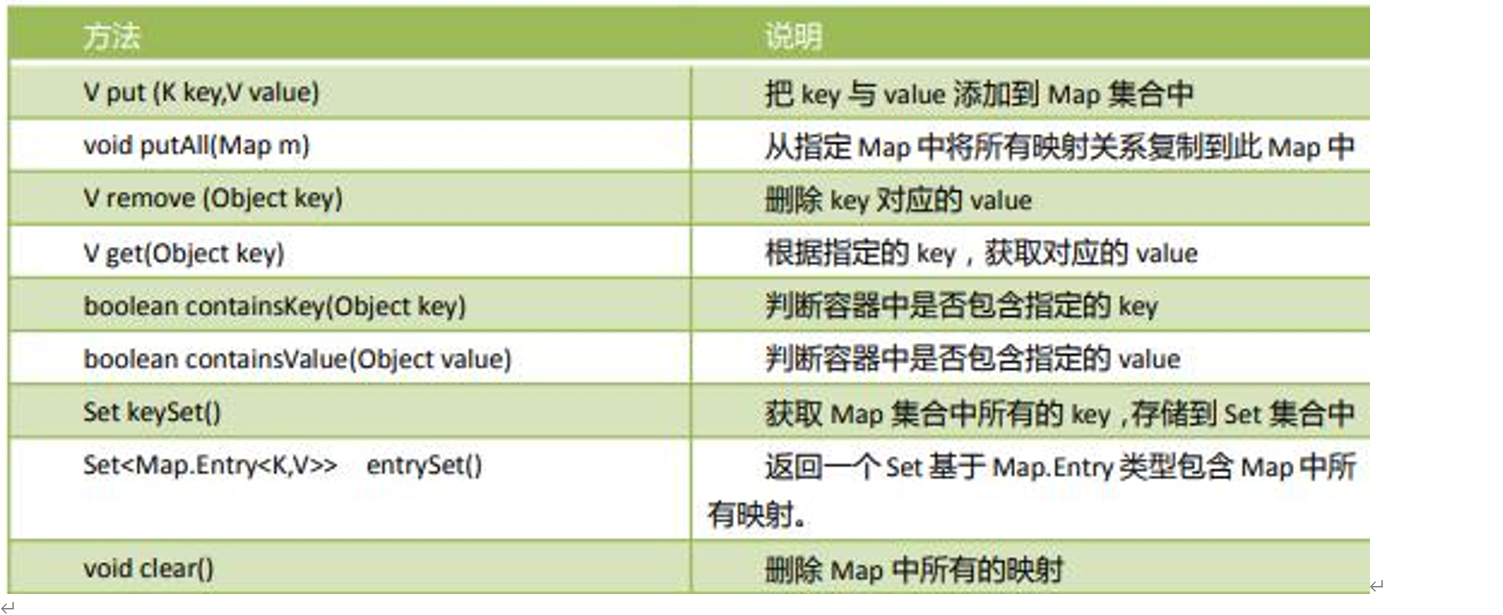 方法 说明
V put (K key,V value) 把 key 与 value 添加到 Map 集合中
void putAll(Map m) 从指定 Map 中将所有映射关系复制到此 Map 中
V remove (Object key) 删除 key 对应的 value
V get(Object key) 根据指定的 key，获取对应的 value
boolean containsKey(Object key) 判断容器中是否包含指定的 key
boolean containsValue(Object value) 判断容器中是否包含指定的 value
Set keySet() 获取 Map 集合中所有的 key ,存储到 Set 集合中
Set<Map.Entry<K,V>> entrySet() 返回一个 Set 基于 Map.Entry 类型包含 Map 中所
有映射。
void clear() 删除 Map 中所有的映射